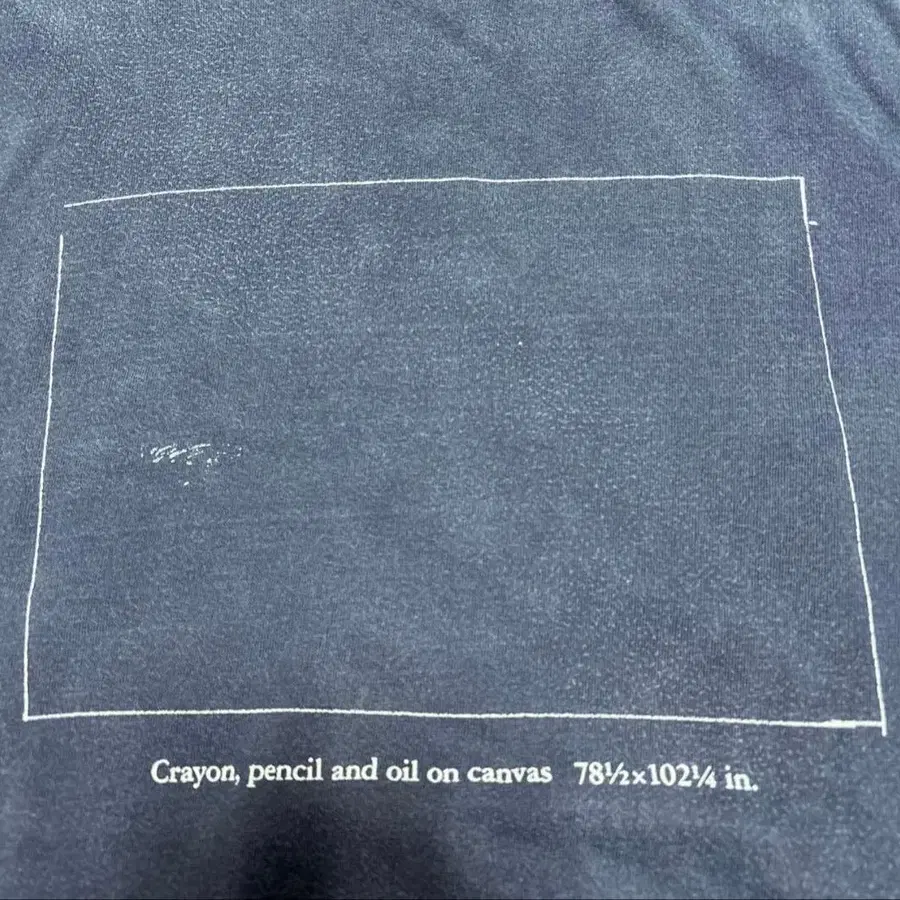 Crayon, pencil and oil on canvas 78½×102¼ in.